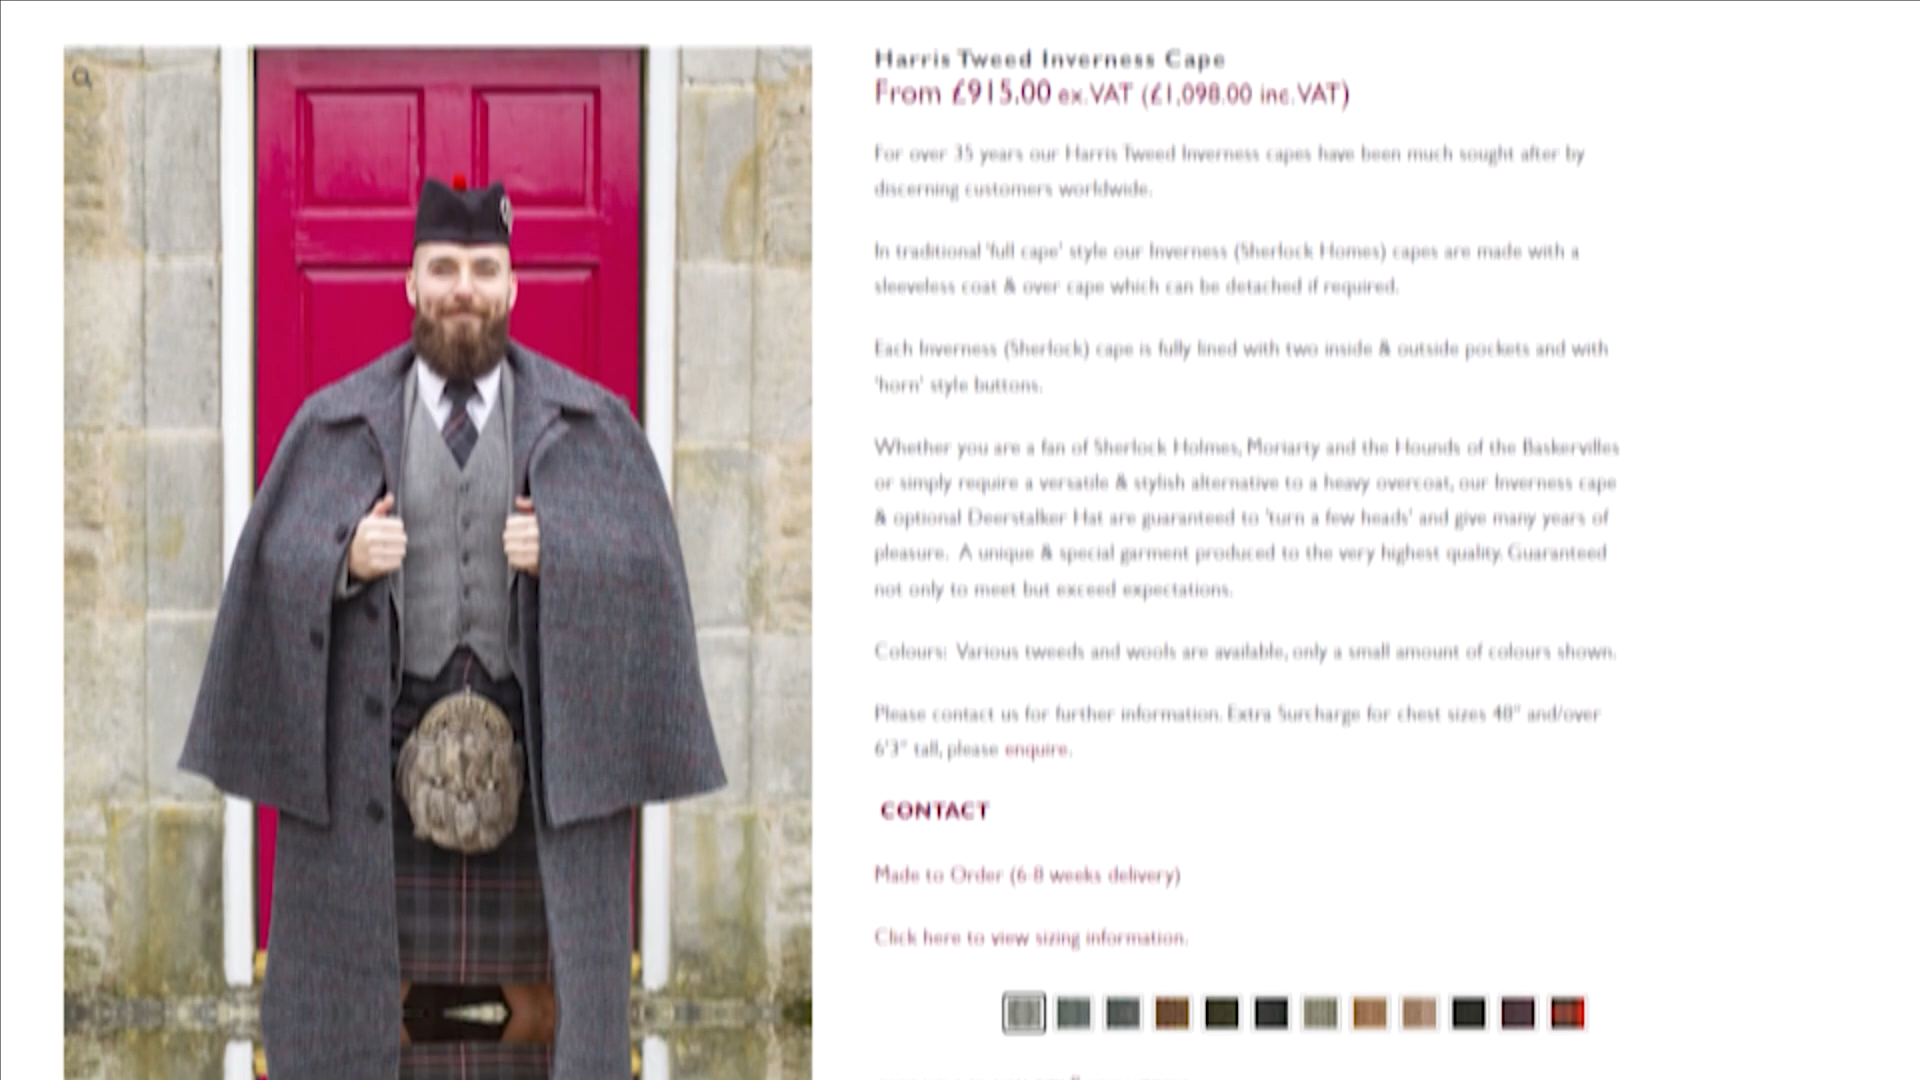 Harris Tweed Inverness Cape
From £915.00 ex.VAT (£1,098.00 inc.VAT)
For over 35 years our Harris Tweed Inverness capes have been much sought after by
discerning customers worldwide.
In traditional 'full cape' style our Inverness (Sherlock Homes) capes are made with a
sleeveless coat & over cape which can be detached if required.
Each Inverness (Sherlock) cape is fully lined with two inside & outside pockets and with
'horn' style buttons.
Whether you are a fan of Sherlock Holmes, Moriarty and the Hounds of the Baskervilles
or simply require a versatile & stylish alternative to a heavy overcoat, our Inverness cape
& optional Deerstalker Hat are guaranteed to 'turn a few heads' and give many years of
pleasure. A unique & special garment produced to the very highest quality. Guaranteed
not only to meet but exceed expectations.
Colours: Various tweeds and wools are available, only a small amount of colours shown.
Please contact us for further information. Extra Surcharge for chest sizes 48" and/over
6'3" tall, please enquire.
CONTACT
Made to Order (6-8 weeks delivery)
Click here to view sizing information.